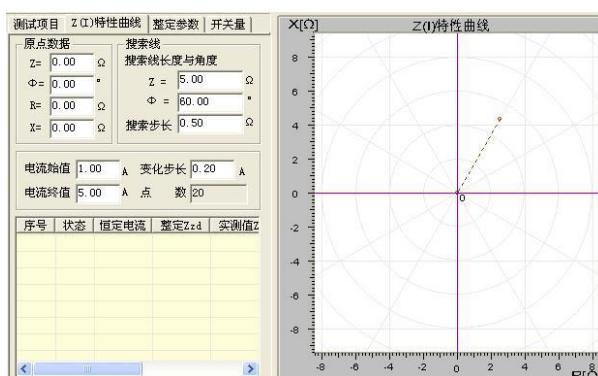 测试项目 Z(I)特性曲线 整定参数 开关量
原点数据
Z= 0.00 Ω
Φ= 0.00 °
R= 0.00 Ω
X= 0.00 Ω
搜索线
搜索线长度与角度
Z = 5.00 Ω
Φ = 60.00 °
搜索步长 0.50 Ω
电流始值 1.00 A 变化步长 0.20 A
电流终值 5.00 A 点 数 20
序号 状态 恒定电流 整定Zzd 实测值Z
X[Ω] Z(I)特性曲线
8
6
4
2
0
-2
-4
-6
-8
0
-8 -6 -4 -2 0 2 4 6 8
R[Ω